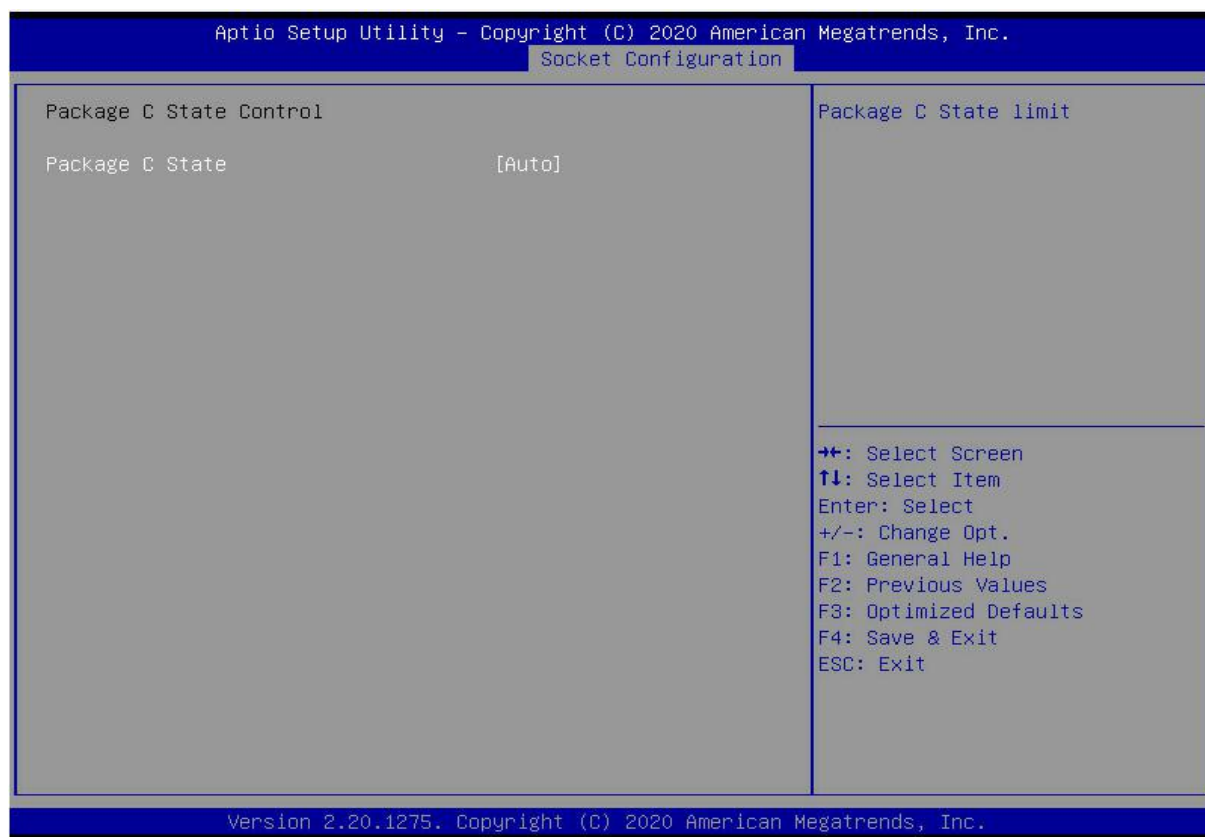 Aptio Setup Utility – Copyright (C) 2020 American Megatrends, Inc.
Socket Configuration
Package C State Control
Package C State [Auto]
Package C State limit
→←: Select Screen
↑↓: Select Item
Enter: Select
+/-: Change Opt.
F1: General Help
F2: Previous Values
F3: Optimized Defaults
F4: Save & Exit
ESC: Exit
Version 2.20.1275. Copyright (C) 2020 American Megatrends, Inc.